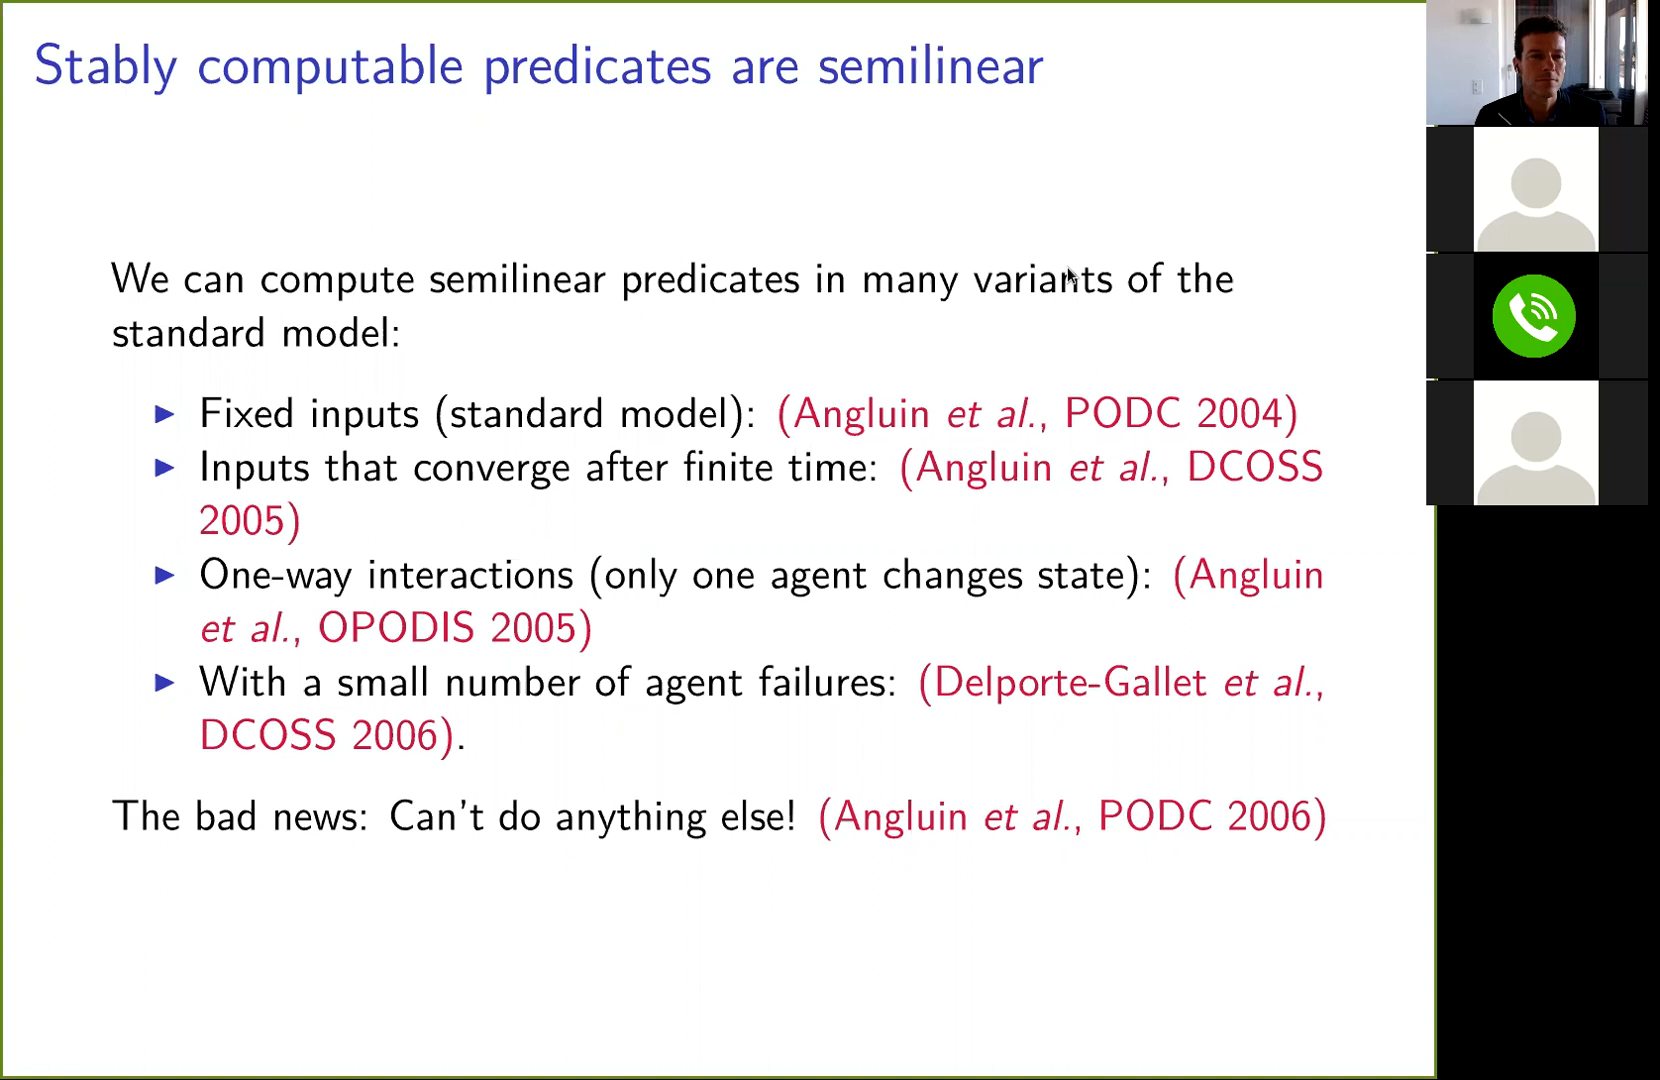 Stably computable predicates are semilinear
We can compute semilinear predicates in many variants of the
standard model:
▶ Fixed inputs (standard model): (Angluin et al., PODC 2004)
▶ Inputs that converge after finite time: (Angluin et al., DCOSS
2005)
▶ One-way interactions (only one agent changes state): (Angluin
et al., OPODIS 2005)
▶ With a small number of agent failures: (Delporte-Gallet et al.,
DCOSS 2006).
The bad news: Can't do anything else! (Angluin et al., PODC 2006)